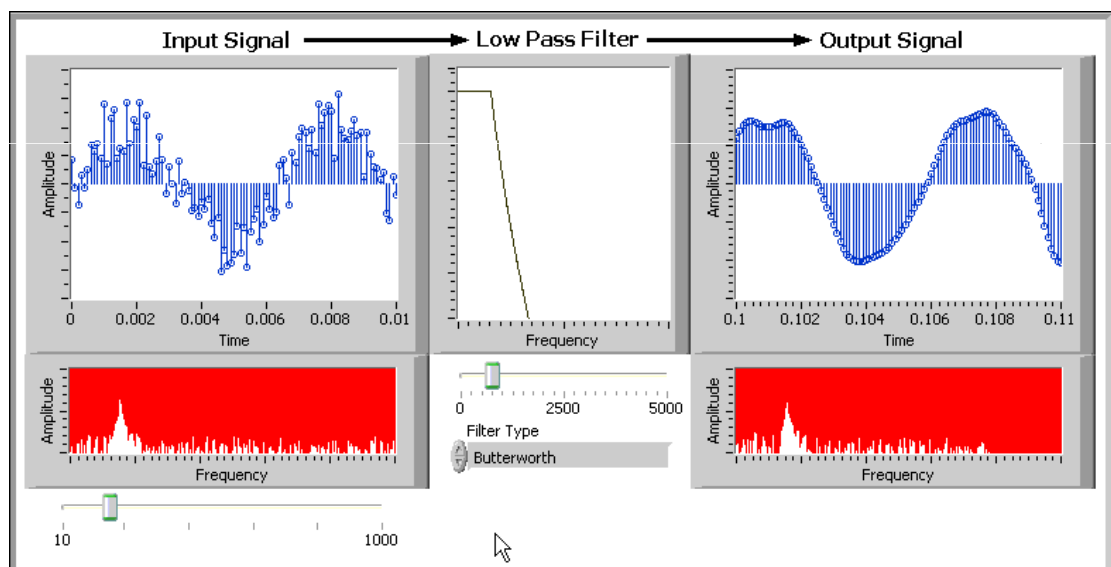 Input Signal Low Pass Filter Output Signal
Amplitude
0 0.002 0.004 0.006 0.008 0.01
Time
Frequency
Amplitude
0.1 0.102 0.104 0.106 0.108 0.11
Time
Amplitude
Frequency
0 2500 5000
Filter Type
Butterworth
Amplitude
Frequency
10 1000